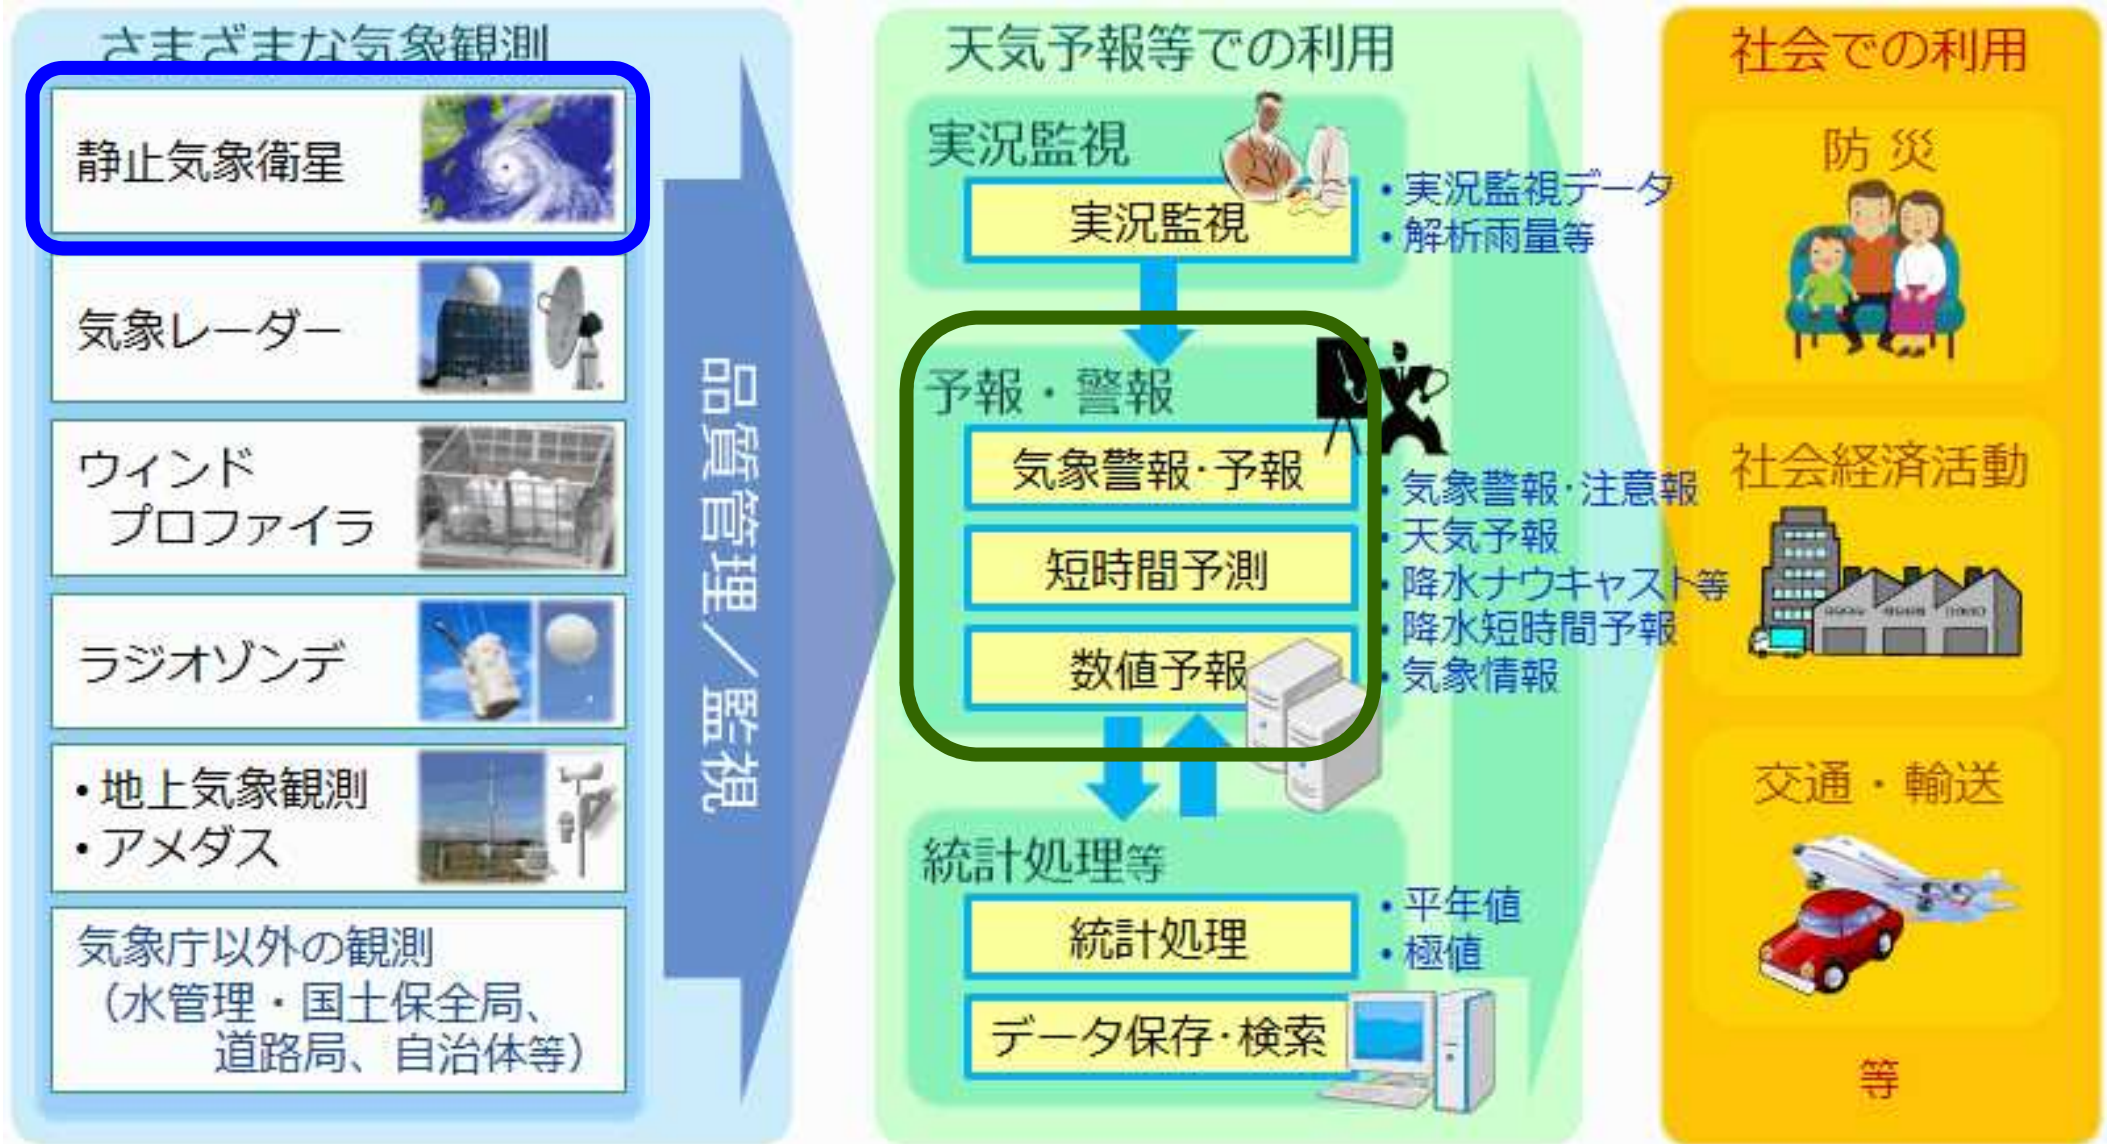 さまざまな気象観測
静止気象衛星
気象レーダー
ウィンド
プロファイラ
ラジオゾンデ
・地上気象観測
・アメダス
気象庁以外の観測
（水管理・国土保全局、
道路局、自治体等）
品質管理／監視
天気予報等での利用
実況監視
実況監視
・実況監視データ
・解析雨量等
予報・警報
気象警報・予報
短時間予測
数値予報
・気象警報・注意報
・天気予報
・降水ナウキャスト等
・降水短時間予報
・気象情報
統計処理等
統計処理
データ保存・検索
・平年値
・極値
社会での利用
防 災
社会経済活動
交通・輸送
等